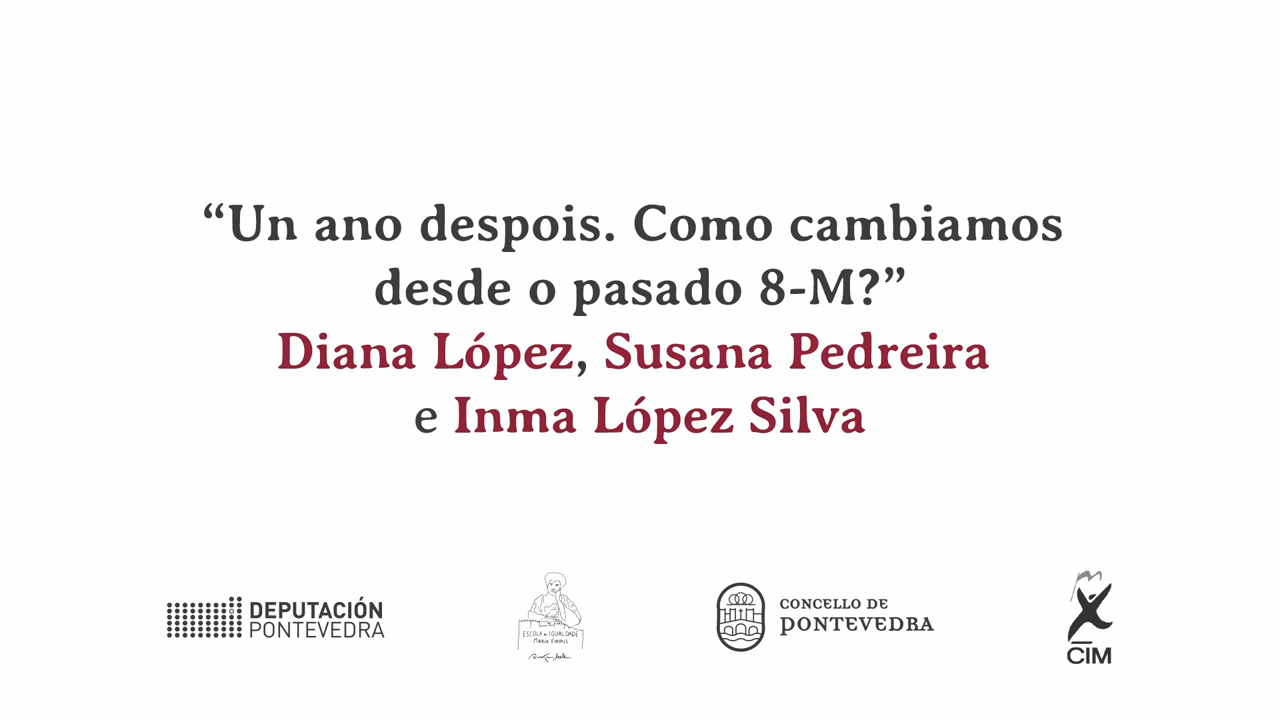 “Un ano despois. Como cambiamos
desde o pasado 8-M?”
Diana López, Susana Pedreira
e Inma López Silva
DEPUTACIÓN
PONTEVEDRA
ESCOLA de IGUALDADE
María Vinyals
CONCELLO DE
PONTEVEDRA
CIM